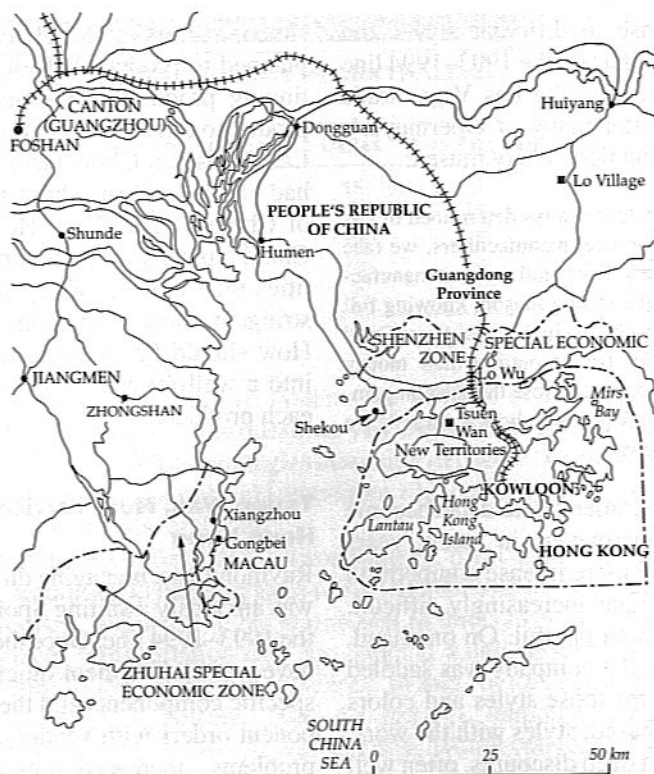 CANTON
(GUANGZHOU)
FOSHAN
Dongguan
Huiyang
Lo Village
PEOPLE'S REPUBLIC
OF CHINA
Shunde
Humen
Guangdong
Province
SHENZHEN SPECIAL ECONOMIC
ZONE
Lo Wu
JIANGMEN
ZHONGSHAN
Shekou
Tsuen
Wan
Mirs
Bay
New Territories
KOWLOON
Xiangzhou
Gongbei
MACAU
Lantau
Hong
Kong
Island
HONG KONG
ZHUHAI SPECIAL
ECONOMIC ZONE
SOUTH
CHINA
SEA
0 25 50 km